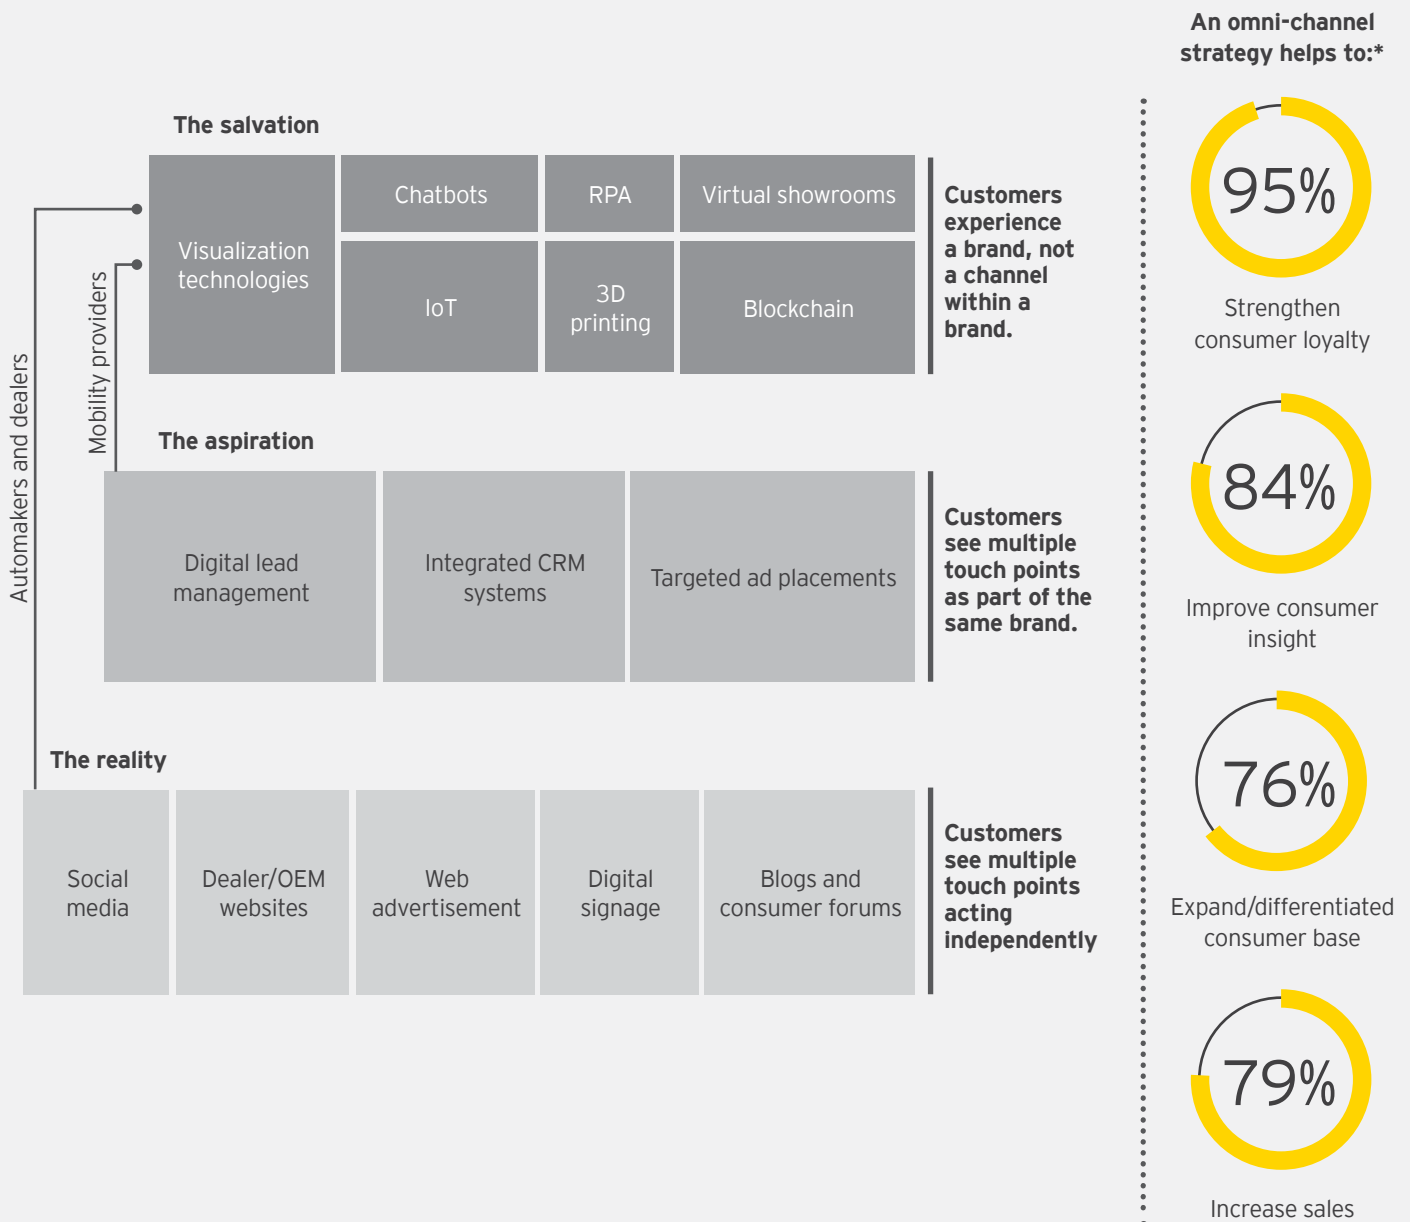 An omni-channel
strategy helps to:*
The salvation
Visualization
technologies
Chatbots
RPA
Virtual showrooms
IoT
3D
printing
Blockchain
Customers
experience
a brand, not
a channel
within a
brand.
Automakers and dealers
Mobility providers
The aspiration
Digital lead
management
Integrated CRM
systems
Targeted ad placements
Customers
see multiple
touch points
as part of the
same brand.
The reality
Social
media
Dealer/OEM
websites
Web
advertisement
Digital
signage
Blogs and
consumer forums
Customers
see multiple
touch points
acting
independently
95%
Strengthen
consumer loyalty
84%
Improve consumer
insight
76%
Expand/differentiated
consumer base
79%
Increase sales